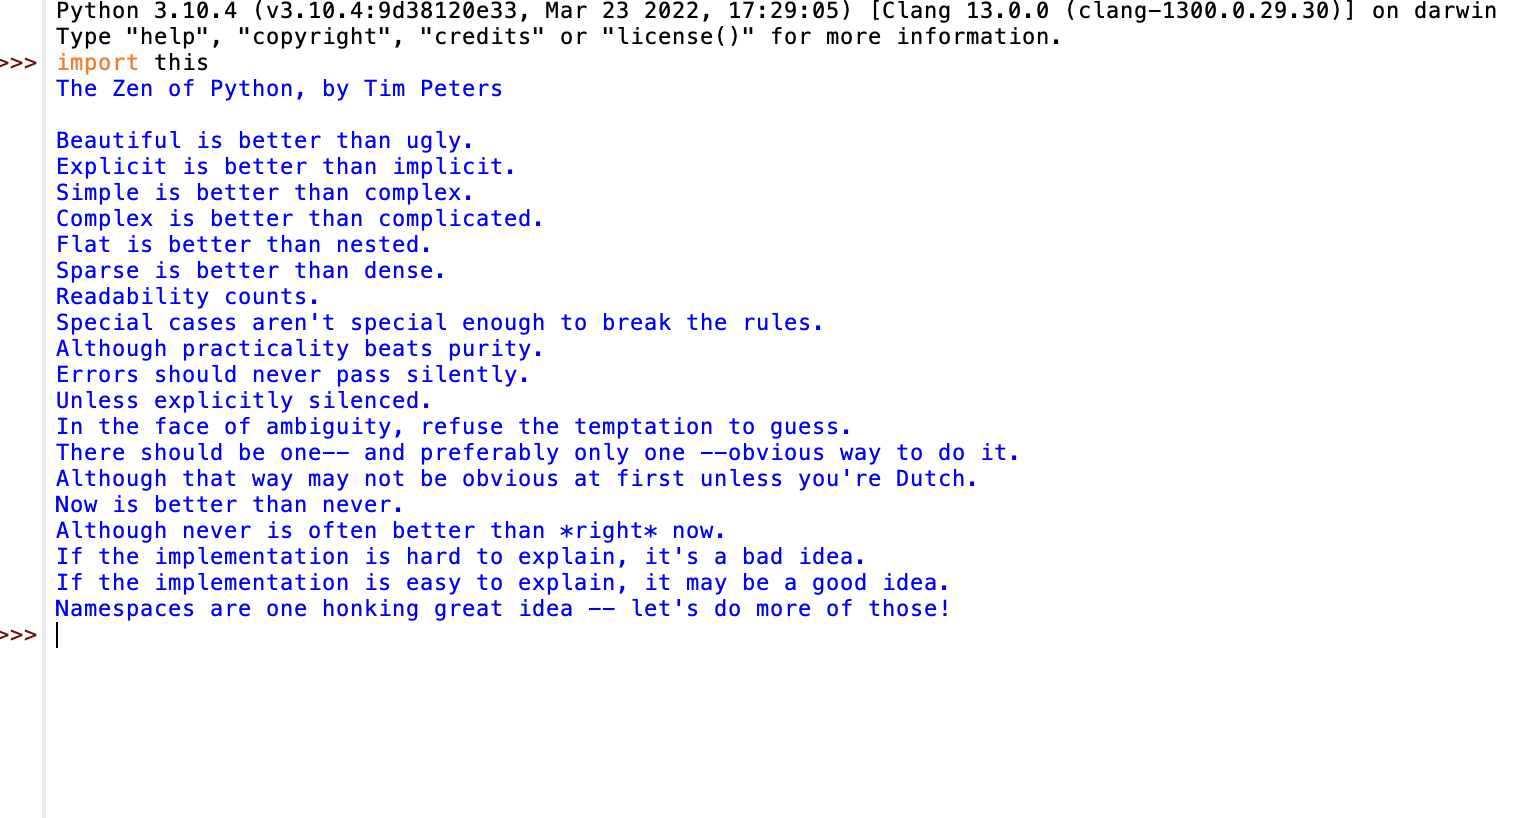 Python 3.10.4 (v3.10.4:9d38120e33, Mar 23 2022, 17:29:05) [Clang 13.0.0 (clang-1300.0.29.30)] on darwin
Type "help", "copyright", "credits" or "license()" for more information.
>>> import this
The Zen of Python, by Tim Peters

Beautiful is better than ugly.
Explicit is better than implicit.
Simple is better than complex.
Complex is better than complicated.
Flat is better than nested.
Sparse is better than dense.
Readability counts.
Special cases aren't special enough to break the rules.
Although practicality beats purity.
Errors should never pass silently.
Unless explicitly silenced.
In the face of ambiguity, refuse the temptation to guess.
There should be one-- and preferably only one --obvious way to do it.
Although that way may not be obvious at first unless you're Dutch.
Now is better than never.
Although never is often better than *right* now.
If the implementation is hard to explain, it's a bad idea.
If the implementation is easy to explain, it may be a good idea.
Namespaces are one honking great idea -- let's do more of those!
>>>